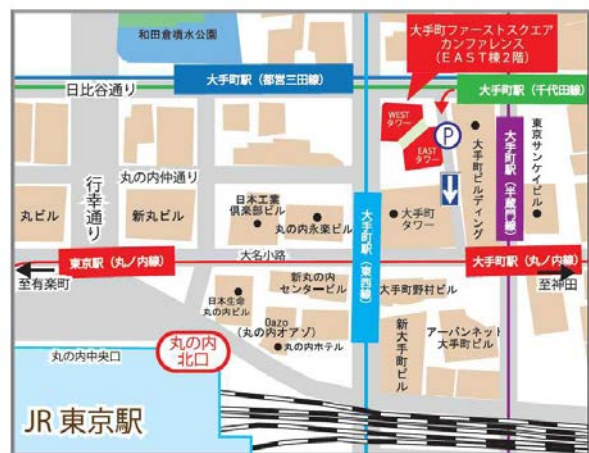 和田倉噴水公園
大手町ファーストスクエア
カンファレンス
(EAST棟2階)
大手町駅(都営三田線)
大手町駅(千代田線)
日比谷通り
WEST
タワー
EAST
タワー
P
大手町ビルディング
大手町駅(半蔵門線)
東京サンケイビル
丸の内仲通り
行幸通り
丸ビル
新丸ビル
日本工業
倶楽部ビル
丸の内永楽ビル
大手町駅(東西線)
大手町
タワー
東京駅(丸ノ内線)
大名小路
大手町駅(丸ノ内線)
至有楽町
至神田
新丸の内
センタービル
大手町野村ビル
日本生命
丸の内ビル
Oazo
(丸の内オアゾ)
丸の内ホテル
新大手町ビル
アーバンネット
大手町ビル
丸の内中央口
丸の内
北口
JR 東京駅